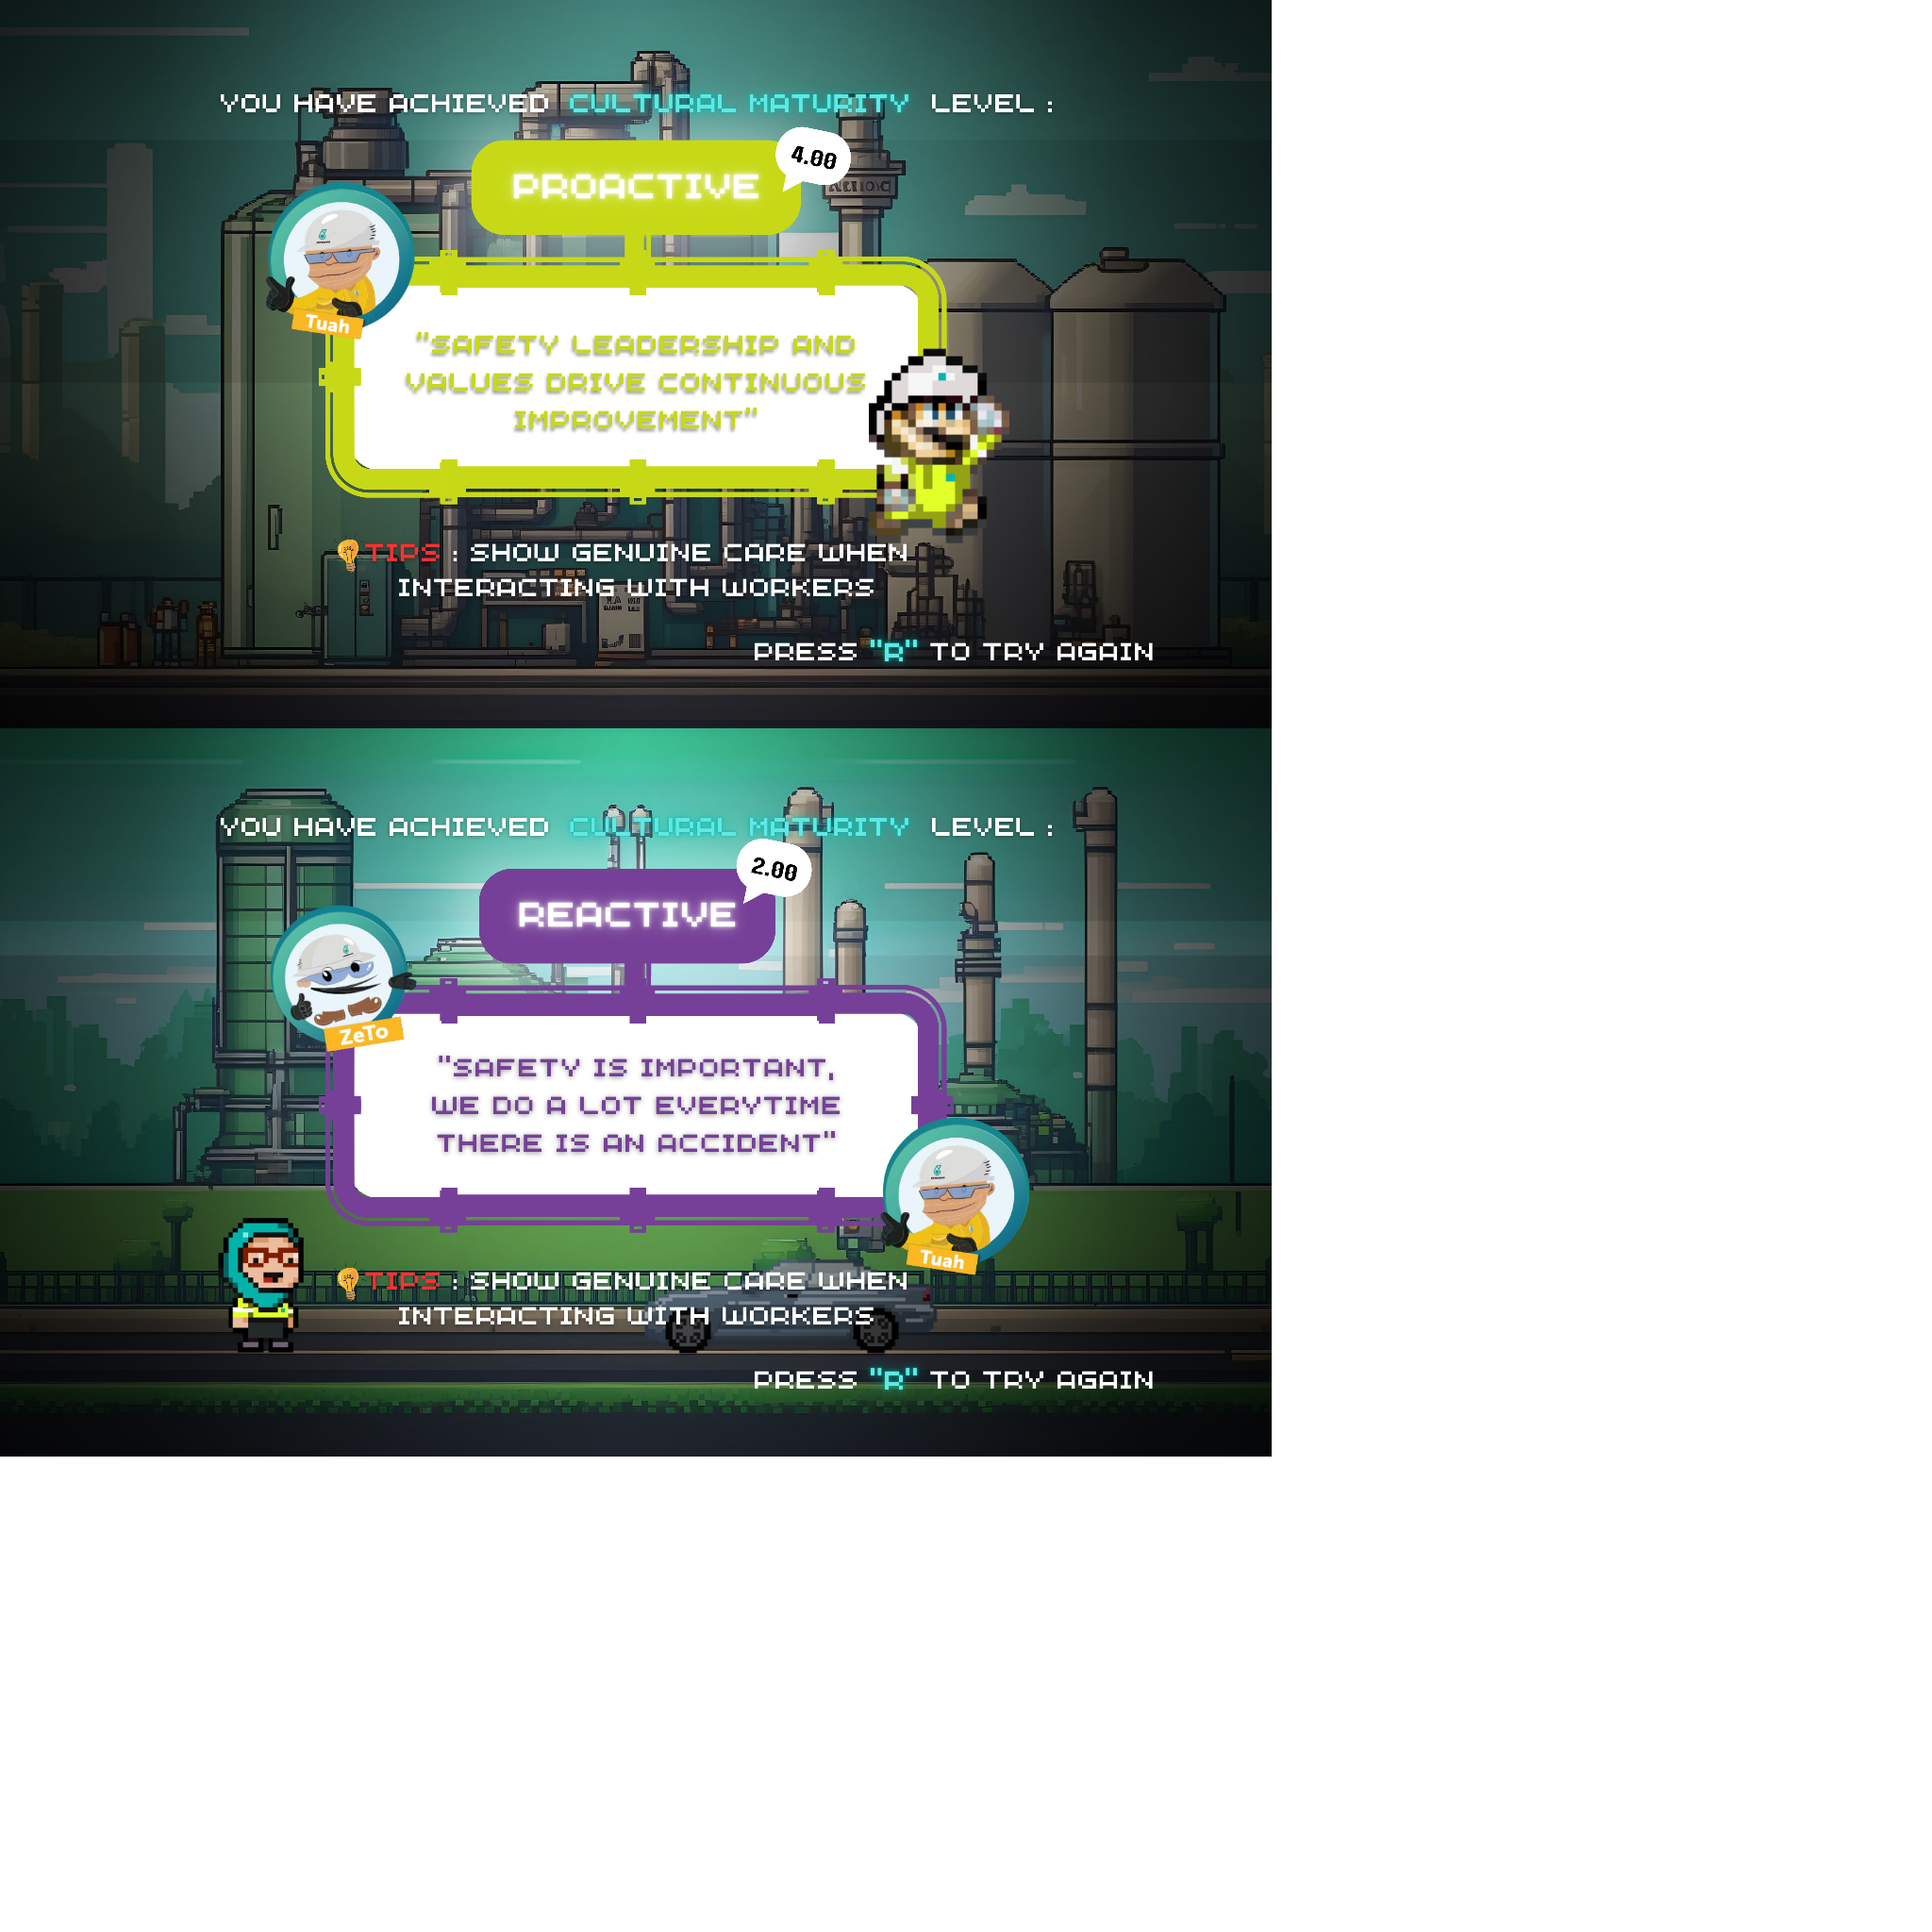 YOU HAVE ACHIEVED CULTURAL MATURITY LEVEL :
4.00
PROACTIVE
Tuah
"SAFETY LEADERSHIP AND
VALUES DRIVE CONTINUOUS
IMPROVEMENT"
TIPS : SHOW GENUINE CARE WHEN
INTERACTING WITH WORKERS
PRESS "R" TO TRY AGAIN
YOU HAVE ACHIEVED CULTURAL MATURITY LEVEL :
2.00
REACTIVE
ZeTo
"SAFETY IS IMPORTANT,
WE DO A LOT EVERYTIME
THERE IS AN ACCIDENT"
Tuah
TIPS : SHOW GENUINE CARE WHEN
INTERACTING WITH WORKERS
PRESS "R" TO TRY AGAIN